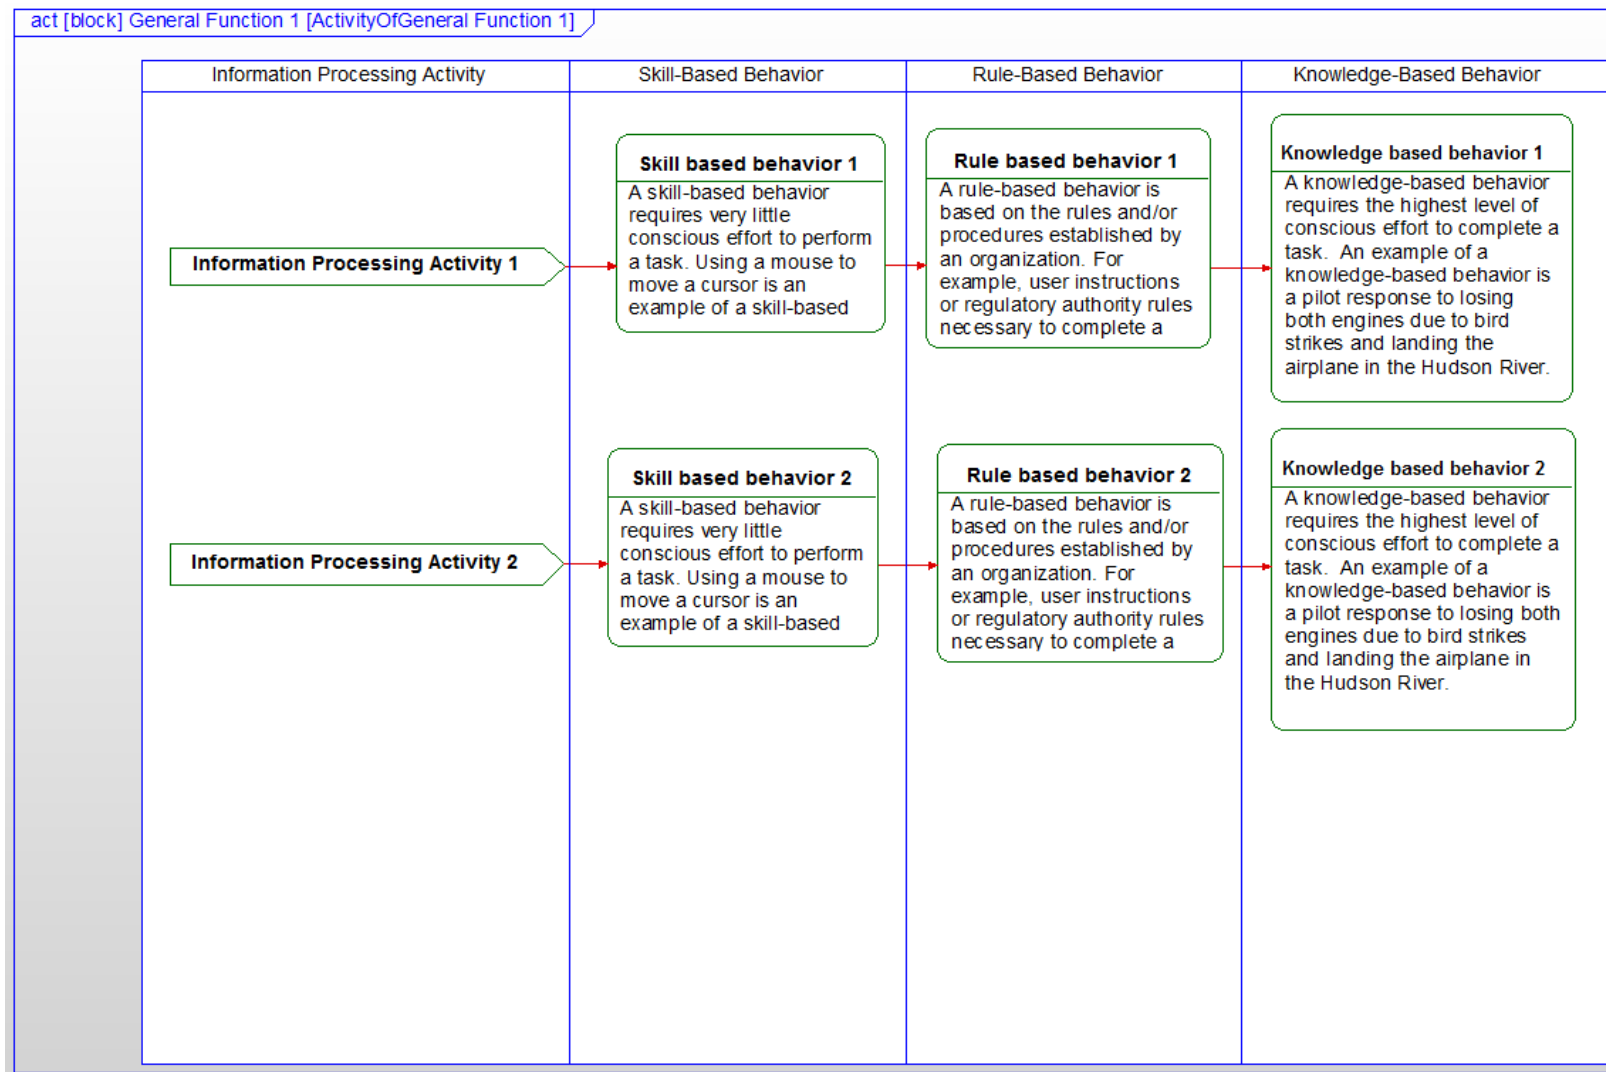 act [block] General Function 1 [ActivityOfGeneral Function 1]
Information Processing Activity
Skill-Based Behavior
Rule-Based Behavior
Knowledge-Based Behavior
Information Processing Activity 1
Skill based behavior 1
A skill-based behavior
requires very little
conscious effort to perform
a task. Using a mouse to
move a cursor is an
example of a skill-based
Rule based behavior 1
A rule-based behavior is
based on the rules and/or
procedures established by
an organization. For
example, user instructions
or regulatory authority rules
necessary to complete a
Knowledge based behavior 1
A knowledge-based behavior
requires the highest level of
conscious effort to complete a
task.  An example of a
knowledge-based behavior is
a pilot response to losing
both engines due to bird
strikes and landing the
airplane in the Hudson River.
Information Processing Activity 2
Skill based behavior 2
A skill-based behavior
requires very little
conscious effort to perform
a task. Using a mouse to
move a cursor is an
example of a skill-based
Rule based behavior 2
A rule-based behavior is
based on the rules and/or
procedures established by
an organization. For
example, user instructions
or regulatory authority rules
necessary to complete a
Knowledge based behavior 2
A knowledge-based behavior
requires the highest level of
conscious effort to complete a
task.  An example of a
knowledge-based behavior is
a pilot response to losing both
engines due to bird strikes
and landing the airplane in
the Hudson River.